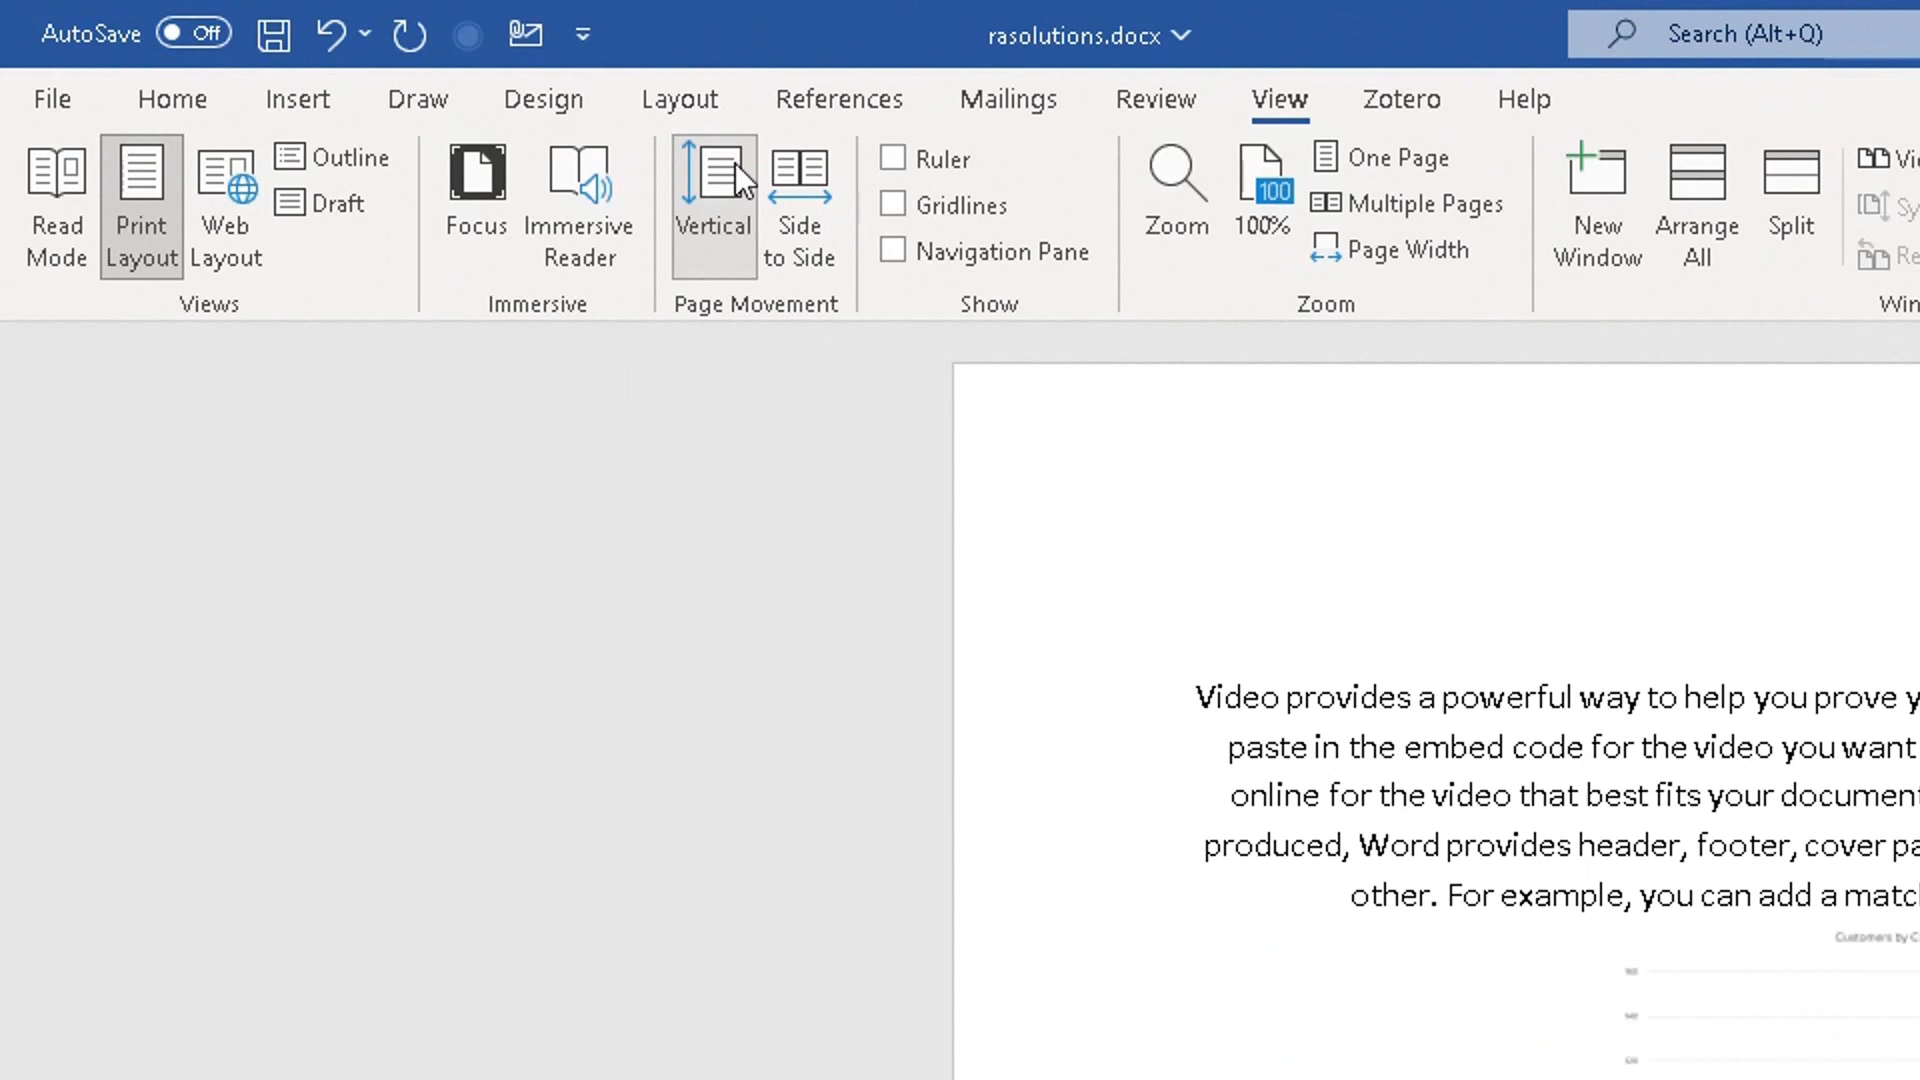 AutoSave Off
rasolutions.docx
Search (Alt+Q)
File Home Insert Draw Design Layout References Mailings Review View Zotero Help
Read Mode
Print Layout
Web Layout
Outline
Draft
Views
Focus
Immersive Reader
Immersive
Vertical
Side to Side
Page Movement
Ruler
Gridlines
Navigation Pane
Show
Zoom
100
100%
One Page
Multiple Pages
Page Width
Zoom
New Window
Arrange All
Split
Video provides a powerful way to help you prove y
paste in the embed code for the video you want
online for the video that best fits your document
produced, Word provides header, footer, cover pa
other. For example, you can add a match
Customers by C